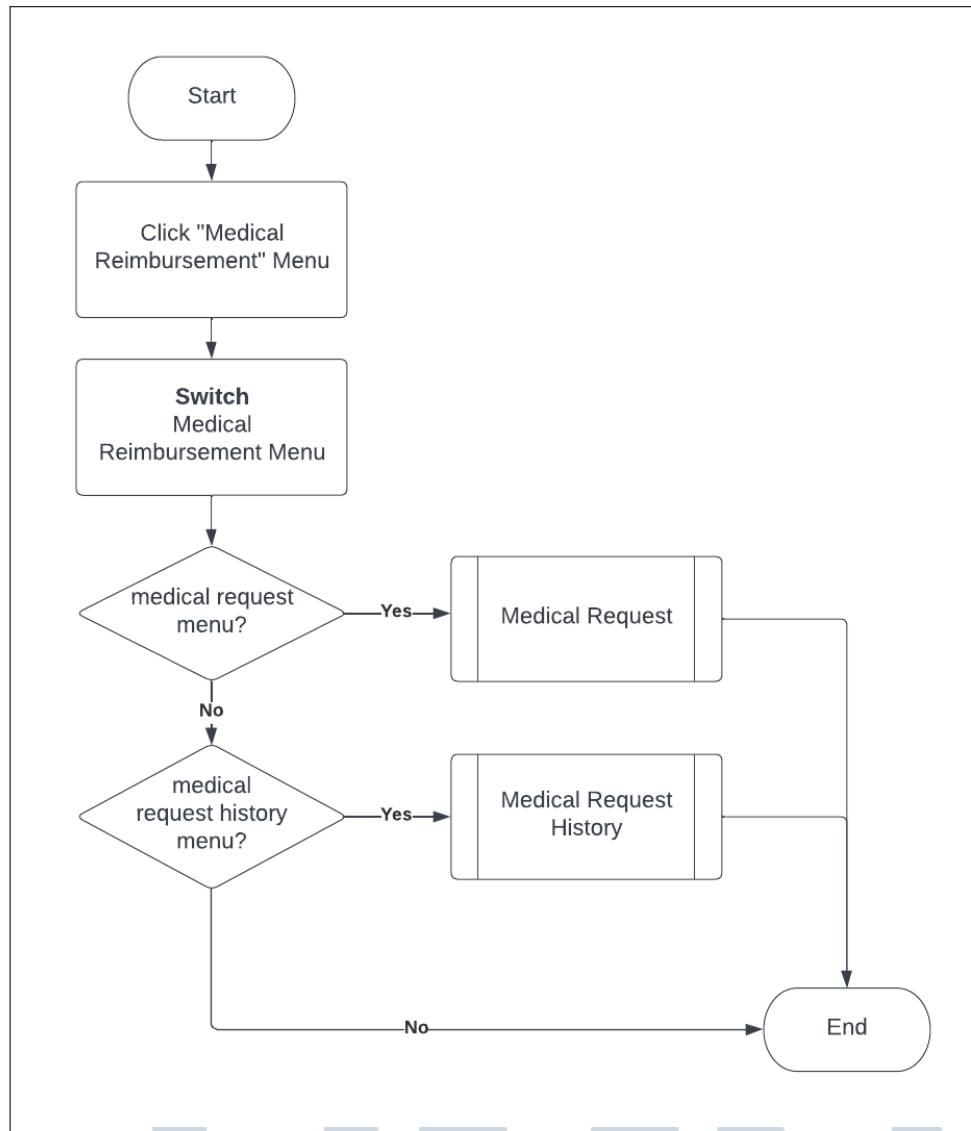 Start
Click "Medical
Reimbursement" Menu
Switch
Medical
Reimbursement Menu
medical request
menu?
Yes
Medical Request
No
medical
request history
menu?
Yes
Medical Request
History
No
End